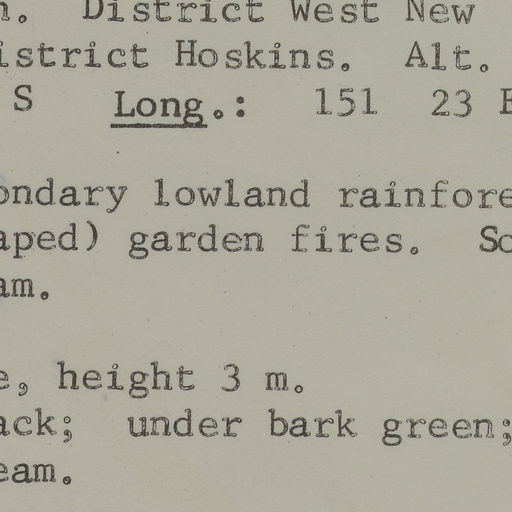 n. District West New
istrict Hoskins. Alt.
S Long.: 151 23 E
ondary lowland rainfore
aped) garden fires. So
am.
e, height 3 m.
ack; under bark green;
eam.